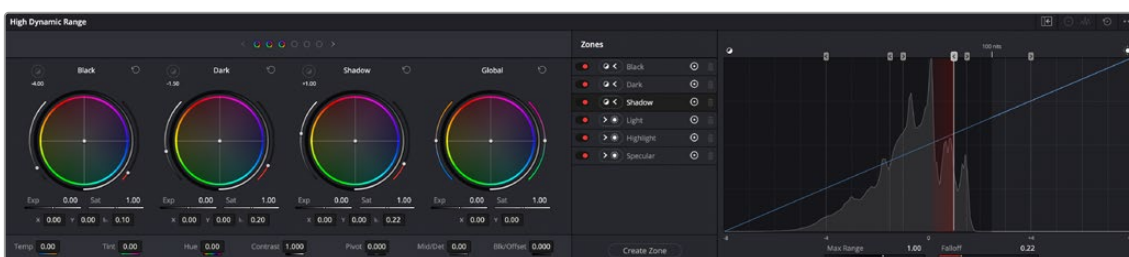 High Dynamic Range
Black
Dark
Shadow
Global
-4.00
-1.50
+1.00
Exp 0.00 Sat 1.00
Exp 0.00 Sat 1.00
Exp 0.00 Sat 1.00
Exp 0.00 Sat 1.00
X 0.00 Y 0.00 0.10
X 0.00 Y 0.00 0.20
X 0.00 Y 0.00 0.22
X 0.00 Y 0.00
Temp 0.00 Tint 0.00 Hue 0.00 Contrast 1.000 Pivot 0.000 Mid/Det 0.00 Blk/Offset 0.000
Zones
Black
Dark
Shadow
Light
Highlight
Specular
Create Zone
100 nits
-8 -4 0 +4
Max Range 1.00 Falloff 0.22